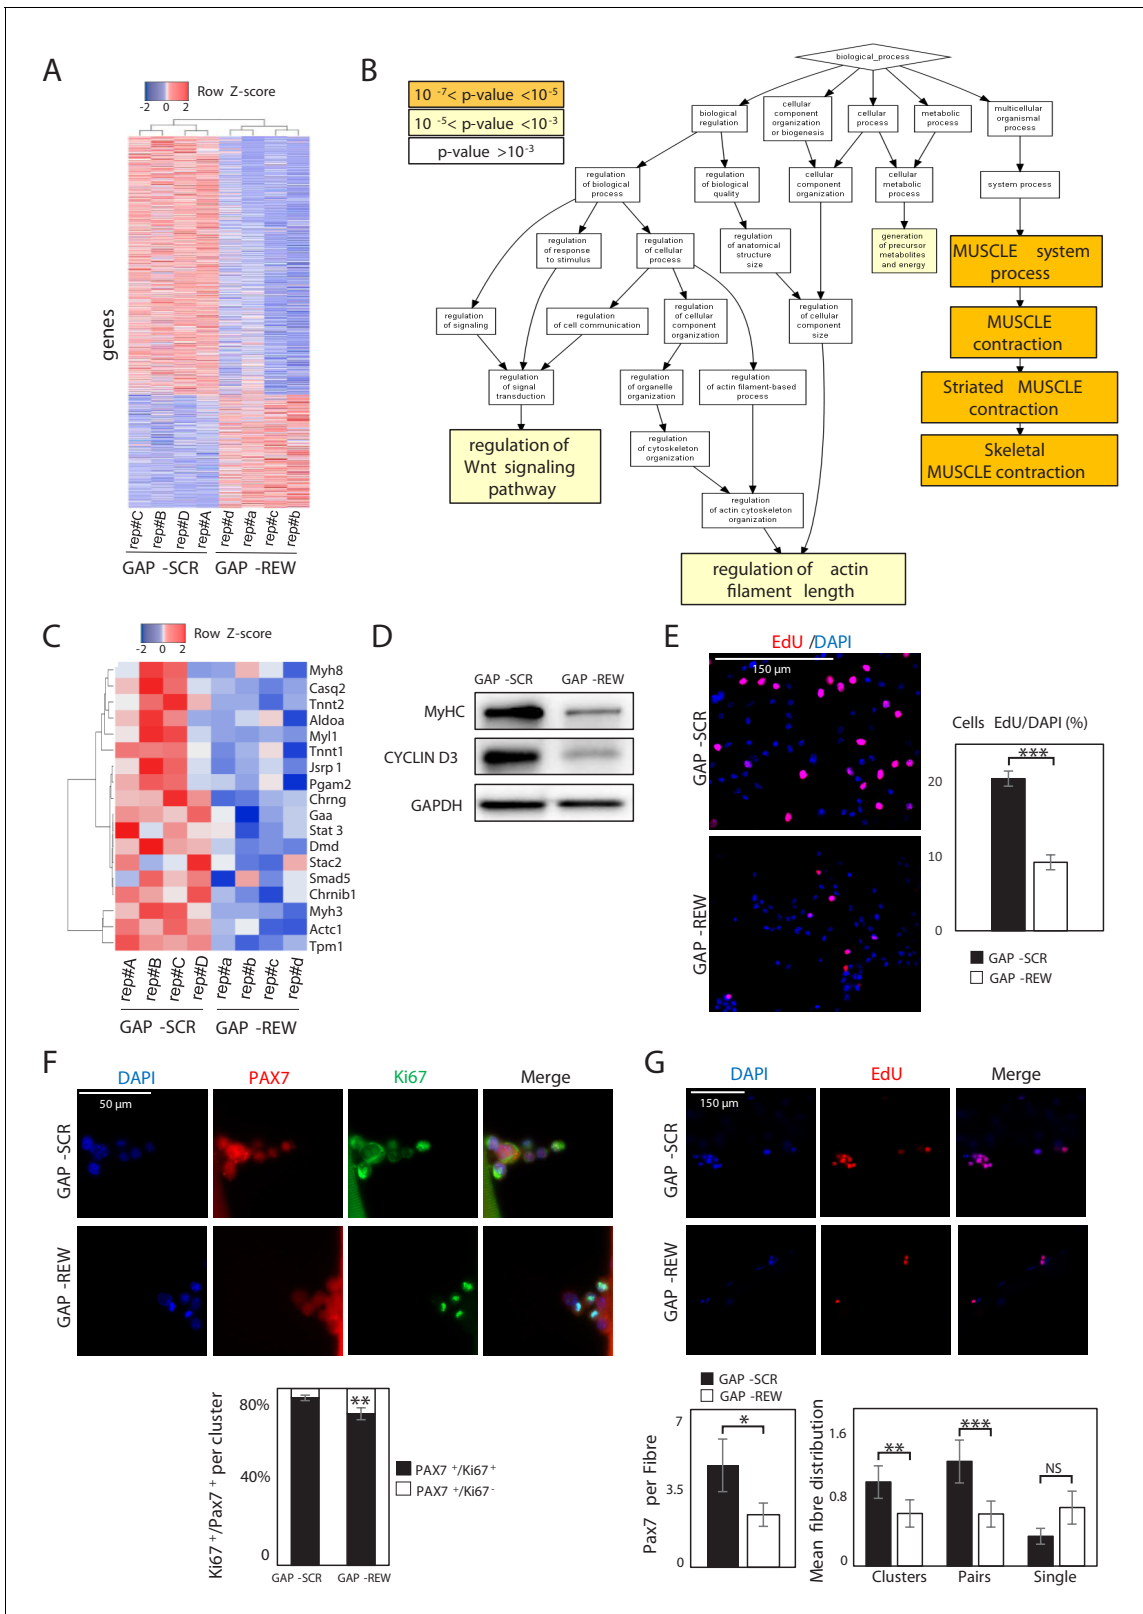 A
Row Z-score
-2 0 2
genes
rep#C rep#B rep#D rep#A rep#d rep#a rep#c rep#b
GAP -SCR GAP -REW
B
10 -7< p-value <10-5
10 -5< p-value <10-3
p-value >10-3
biological_process
biological
regulation
cellular
component
organization
or biogenesis
cellular
process
metabolic
process
multicellular
organismal
process
regulation
of biological
process
regulation
of biological
quality
cellular
component
organization
cellular
metabolic
process
system process
regulation
of response
to stimulus
regulation
of cellular
process
regulation
of anatomical
structure
size
generation
of precursor
metabolites
and energy
MUSCLE system
process
regulation
of signaling
regulation
of cell communication
regulation
of cellular
component
organization
regulation
of cellular
component
size
MUSCLE
contraction
regulation
of signal
transduction
regulation
of organelle
organization
regulation
of actin filament-based
process
Striated MUSCLE
contraction
regulation of
Wnt signaling
pathway
regulation
of cytoskeleton
organization
Skeletal
MUSCLE contraction
regulation
of actin cytoskeleton
organization
regulation of actin
filament length
C
Row Z-score
-2 0 2
Myh8
Casq2
Tnnt2
Aldoa
Myl1
Tnnt1
Jsrp 1
Pgam2
Chrng
Gaa
Stat 3
Dmd
Stac2
Smad5
Chrnib1
Myh3
Actc1
Tpm1
rep#A rep#B rep#C rep#D rep#a rep#b rep#c rep#d
GAP -SCR GAP -REW
D
GAP -SCR GAP -REW
MyHC
CYCLIN D3
GAPDH
E
EdU /DAPI
150 µm
GAP -SCR
GAP -REW
Cells EdU/DAPI (%)
***
20
10
0
GAP -SCR
GAP -REW
F
DAPI PAX7 Ki67 Merge
50 µm
GAP -SCR
GAP -REW
Ki67 +/Pax7 + per cluster
80%
40%
0
**
GAP -SCR GAP -REW
PAX7 +/Ki67+
PAX7 +/Ki67-
G
DAPI EdU Merge
150 µm
GAP -SCR
GAP -REW
GAP -SCR
GAP -REW
Pax7 per Fibre
7
3.5
0
*
Mean fibre distribution
1.6
0.8
0
** *** NS
Clusters Pairs Single